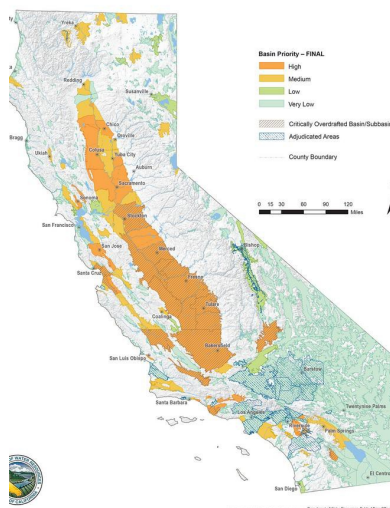 Yreka
Redding
Susanville
Chico
Oroville
Bragg
Ukiah
Colusa
Yuba City
Auburn
Sacramento
Sonoma
Stockton
San Francisco
San Jose
Merced
Bishop
Santa Cruz
Fresno
Tulare
Coalinga
Bakersfield
San Luis Obispo
Barstow
Santa Barbara
Los Angeles
Twentynine Palms
Riverside
Palm Springs
San Diego
El Centro
Basin Priority – FINAL
High
Medium
Low
Very Low
Critically Overdrafted Basin/Subbasin
Adjudicated Areas
County Boundary
0 15 30 60 90 120
Miles